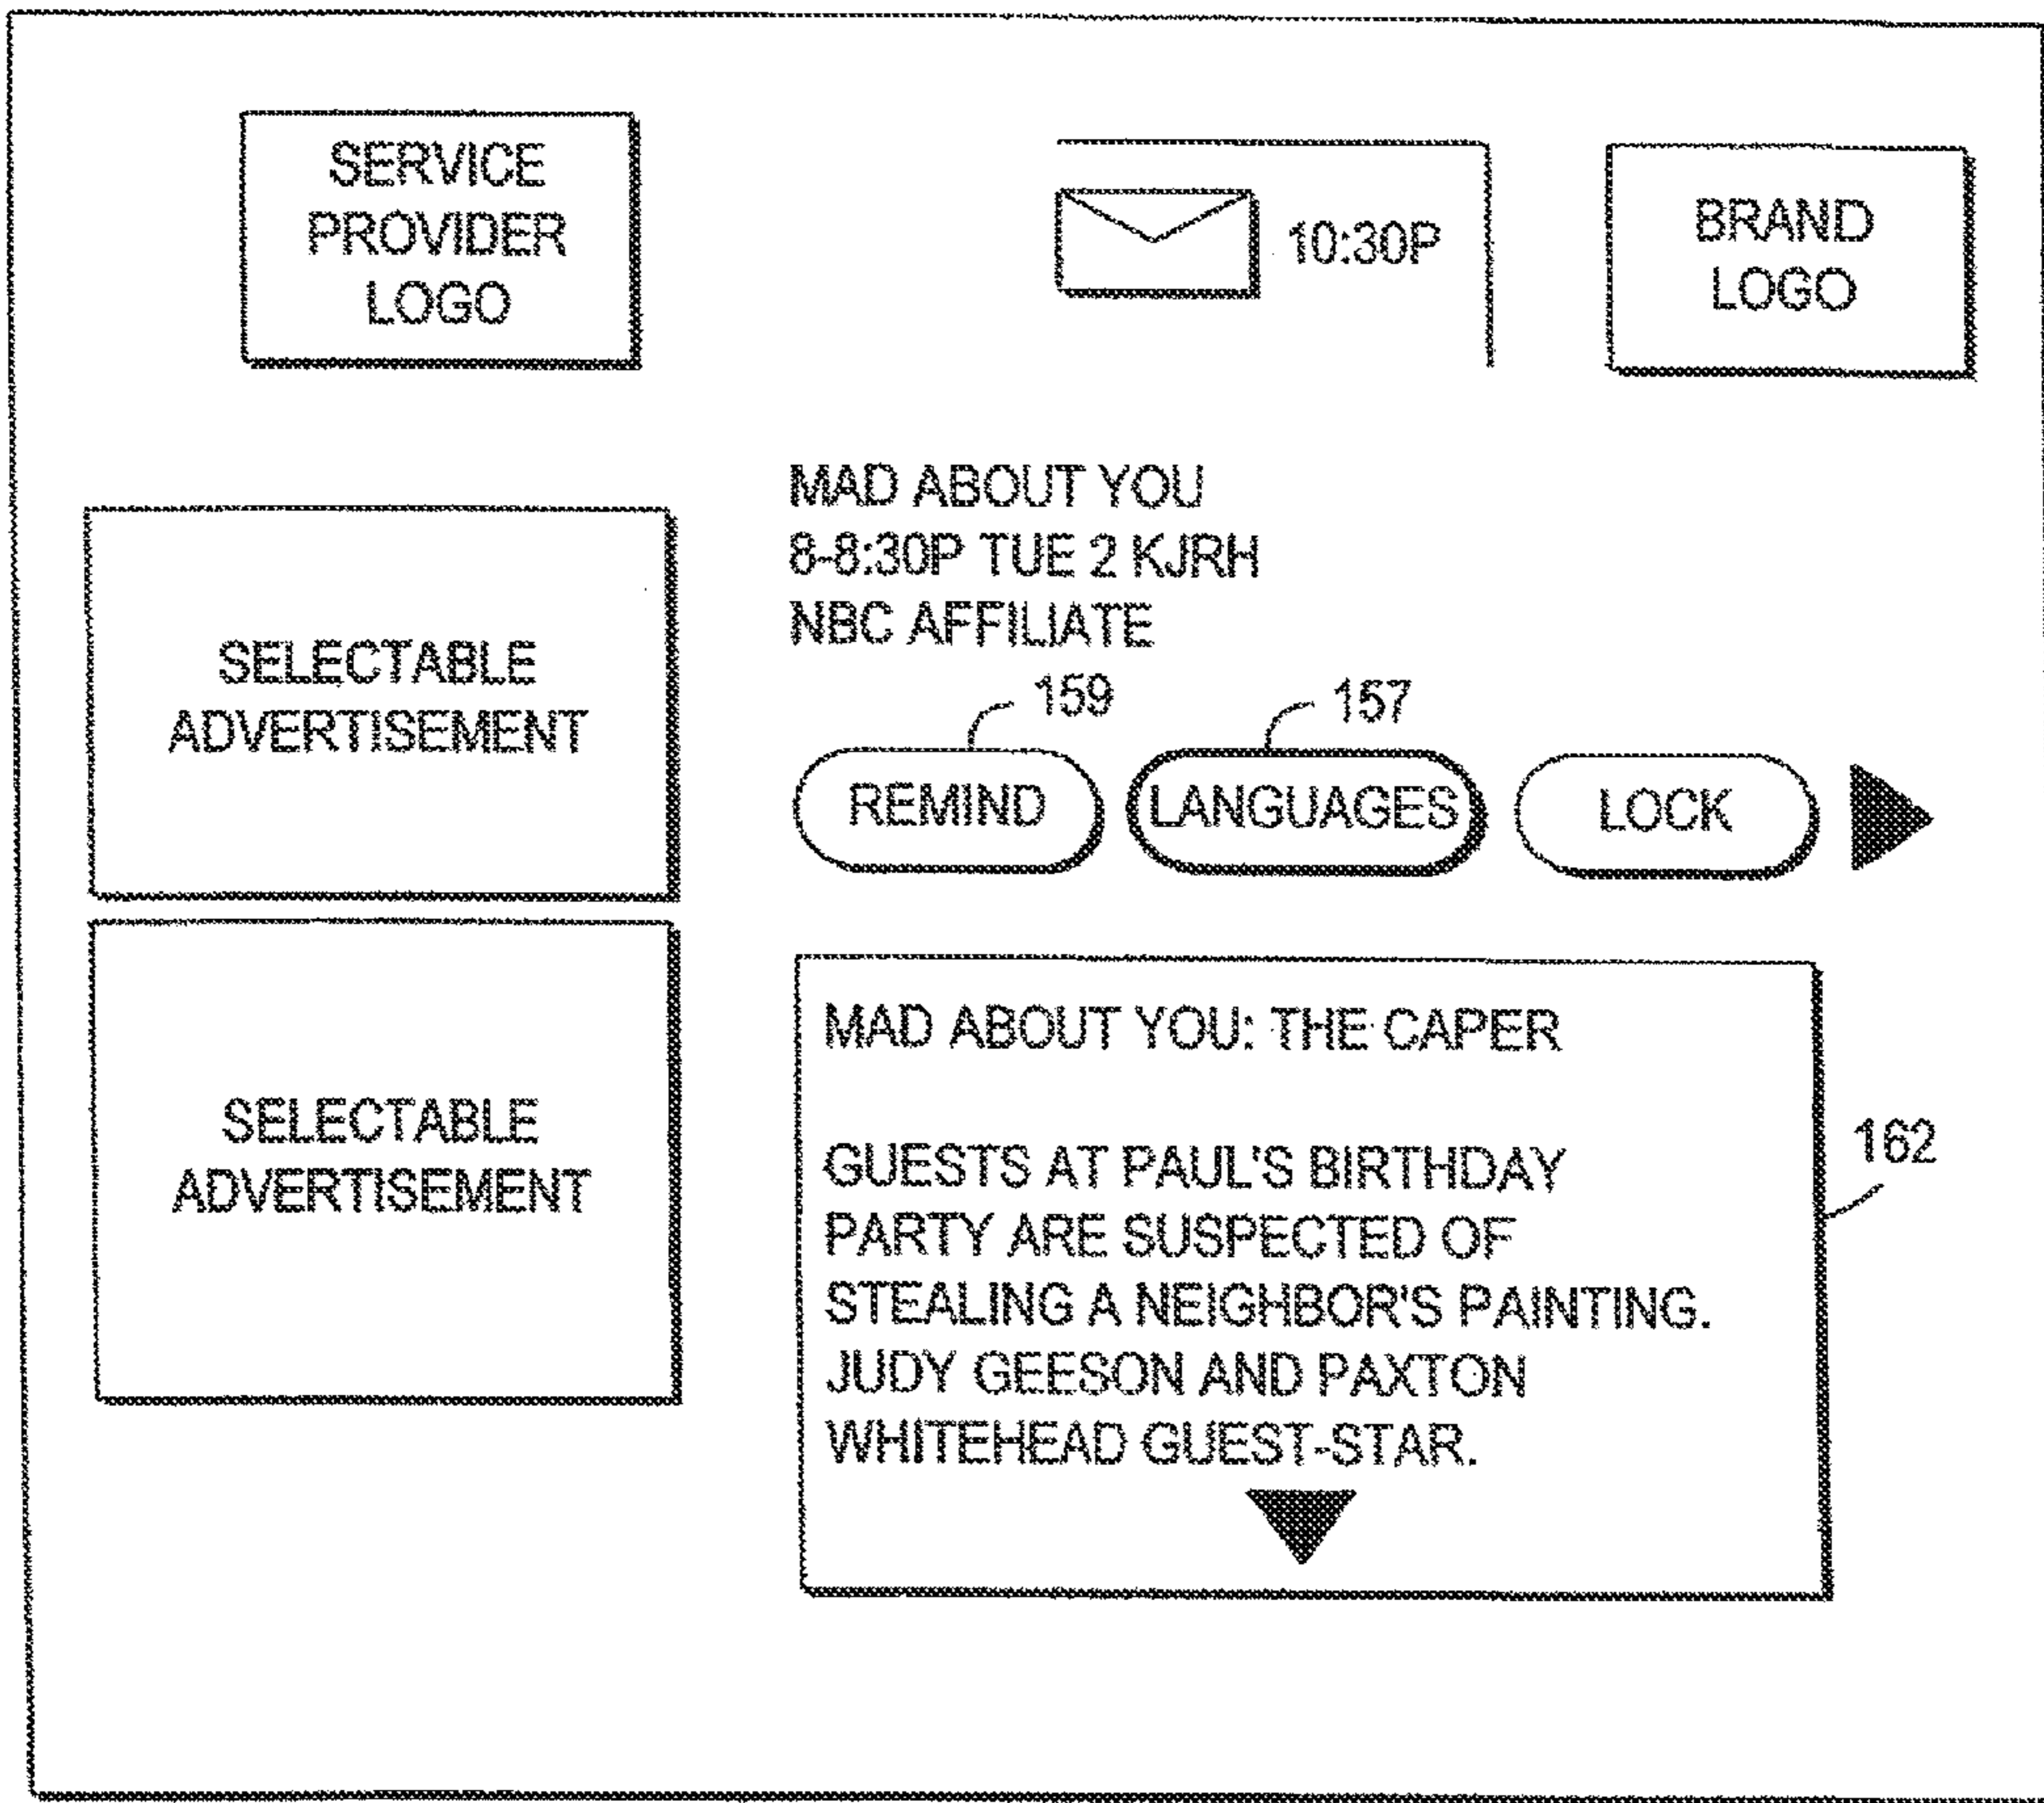 SERVICE
PROVIDER
LOGO
10:30P
BRAND
LOGO
MAD ABOUT YOU
8-8:30P TUE 2 KJRH
NBC AFFILIATE
SELECTABLE
ADVERTISEMENT
159
157
REMIND
LANGUAGES
LOCK
SELECTABLE
ADVERTISEMENT
MAD ABOUT YOU: THE CAPER
GUESTS AT PAUL'S BIRTHDAY
PARTY ARE SUSPECTED OF
STEALING A NEIGHBOR'S PAINTING.
JUDY GEESON AND PAXTON
WHITEHEAD GUEST-STAR.
162